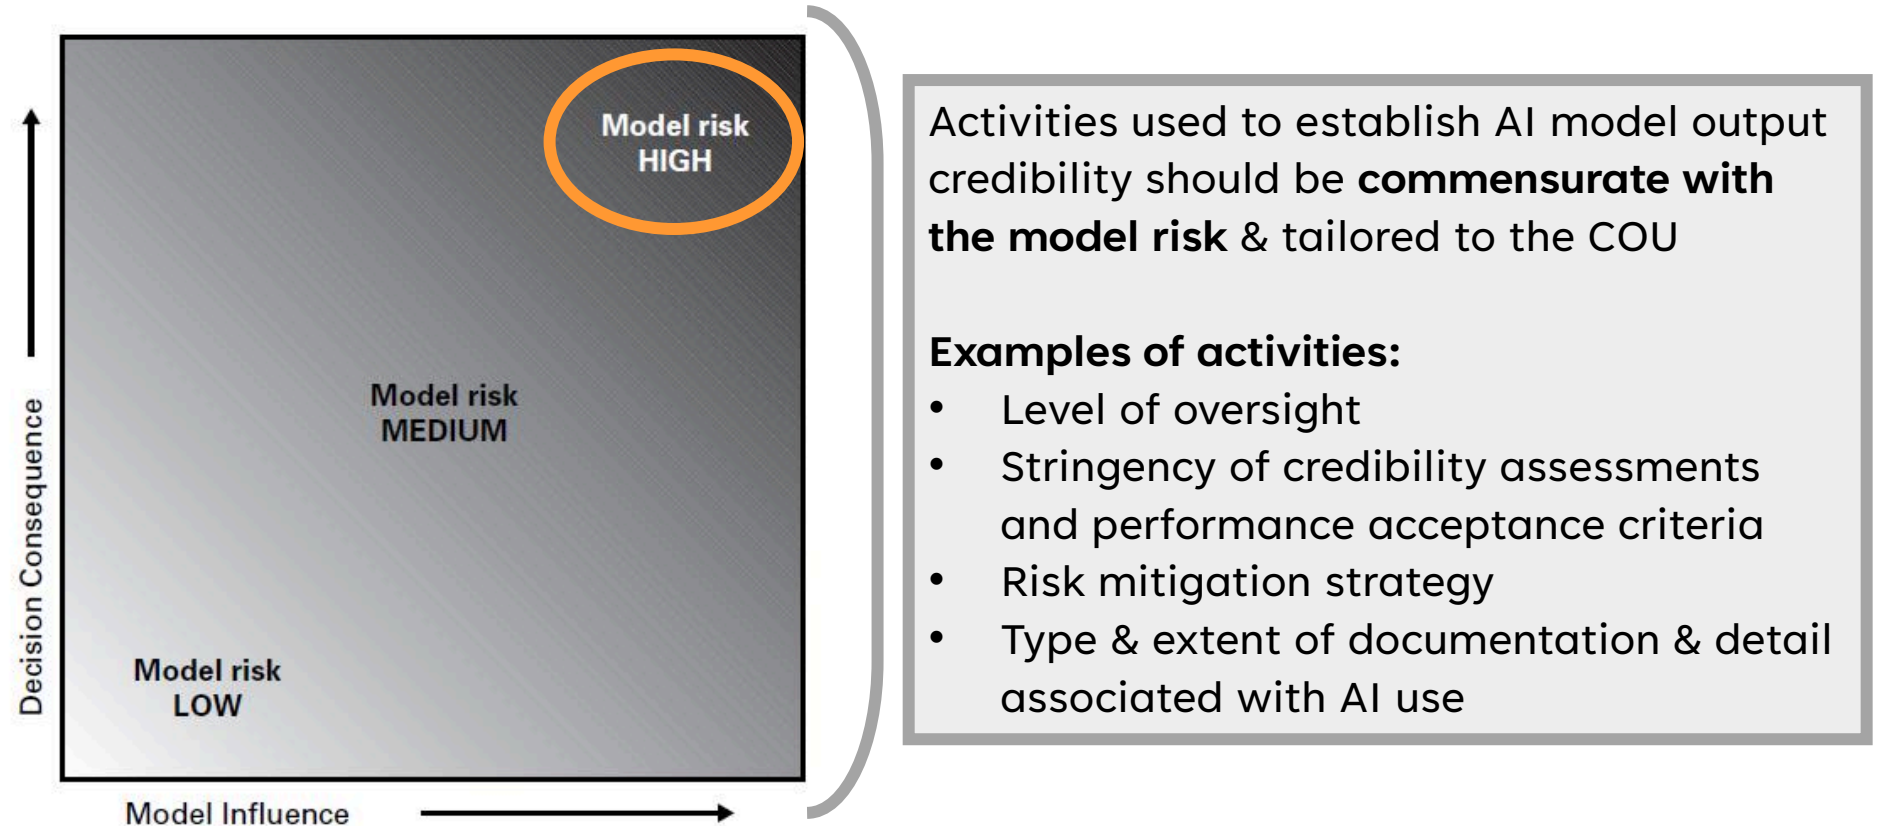 Model risk
HIGH
Model risk
MEDIUM
Model risk
LOW
Decision Consequence
Model Influence
Activities used to establish AI model output
credibility should be commensurate with
the model risk & tailored to the COU
Examples of activities:
• Level of oversight
• Stringency of credibility assessments
and performance acceptance criteria
• Risk mitigation strategy
• Type & extent of documentation & detail
associated with AI use